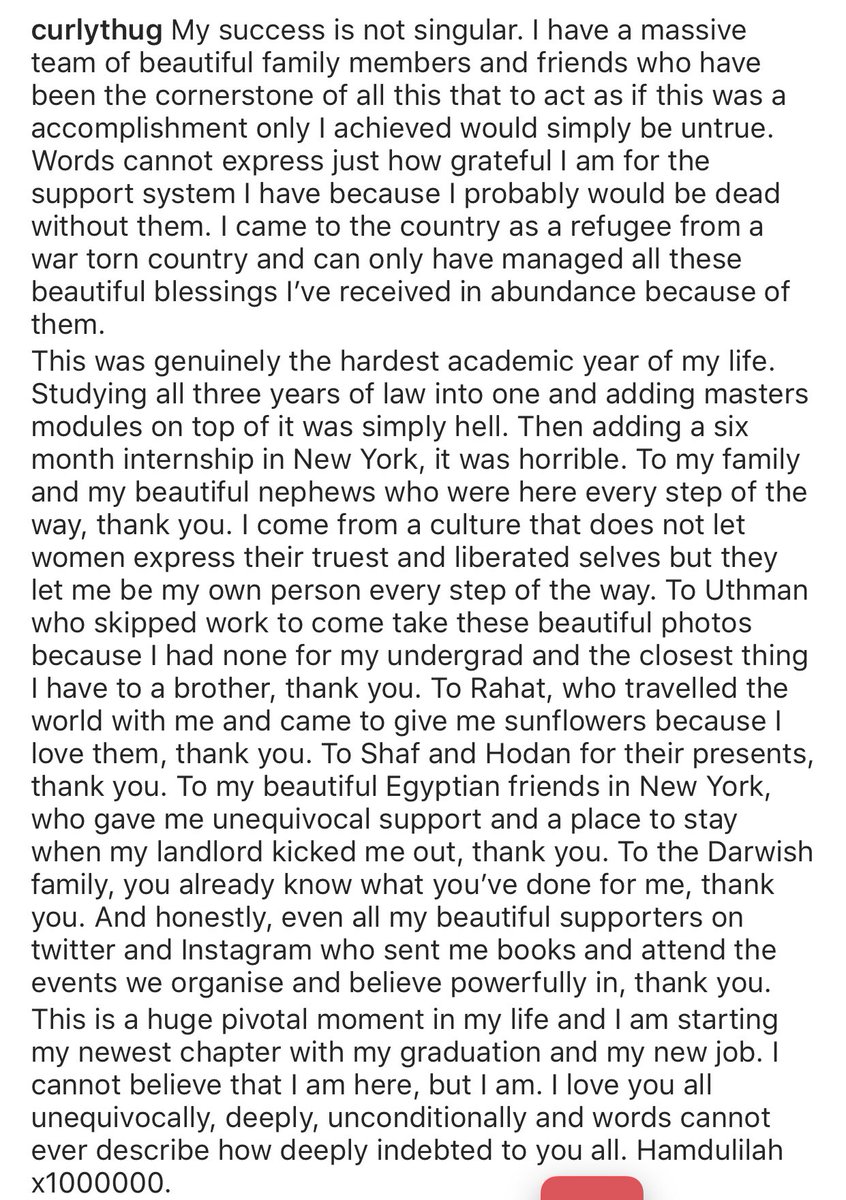 curlythug My success is not singular. I have a massive
team of beautiful family members and friends who have
been the cornerstone of all this that to act as if this was a
accomplishment only I achieved would simply be untrue.
Words cannot express just how grateful I am for the
support system I have because I probably would be dead
without them. I came to the country as a refugee from a
war torn country and can only have managed all these
beautiful blessings I’ve received in abundance because of
them.
This was genuinely the hardest academic year of my life.
Studying all three years of law into one and adding masters
modules on top of it was simply hell. Then adding a six
month internship in New York, it was horrible. To my family
and my beautiful nephews who were here every step of the
way, thank you. I come from a culture that does not let
women express their truest and liberated selves but they
let me be my own person every step of the way. To Uthman
who skipped work to come take these beautiful photos
because I had none for my undergrad and the closest thing
I have to a brother, thank you. To Rahat, who travelled the
world with me and came to give me sunflowers because I
love them, thank you. To Shaf and Hodan for their presents,
thank you. To my beautiful Egyptian friends in New York,
who gave me unequivocal support and a place to stay
when my landlord kicked me out, thank you. To the Darwish
family, you already know what you’ve done for me, thank
you. And honestly, even all my beautiful supporters on
twitter and Instagram who sent me books and attend the
events we organise and believe powerfully in, thank you.
This is a huge pivotal moment in my life and I am starting
my newest chapter with my graduation and my new job. I
cannot believe that I am here, but I am. I love you all
unequivocally, deeply, unconditionally and words cannot
ever describe how deeply indebted to you all. Hamdulilah
x1000000.